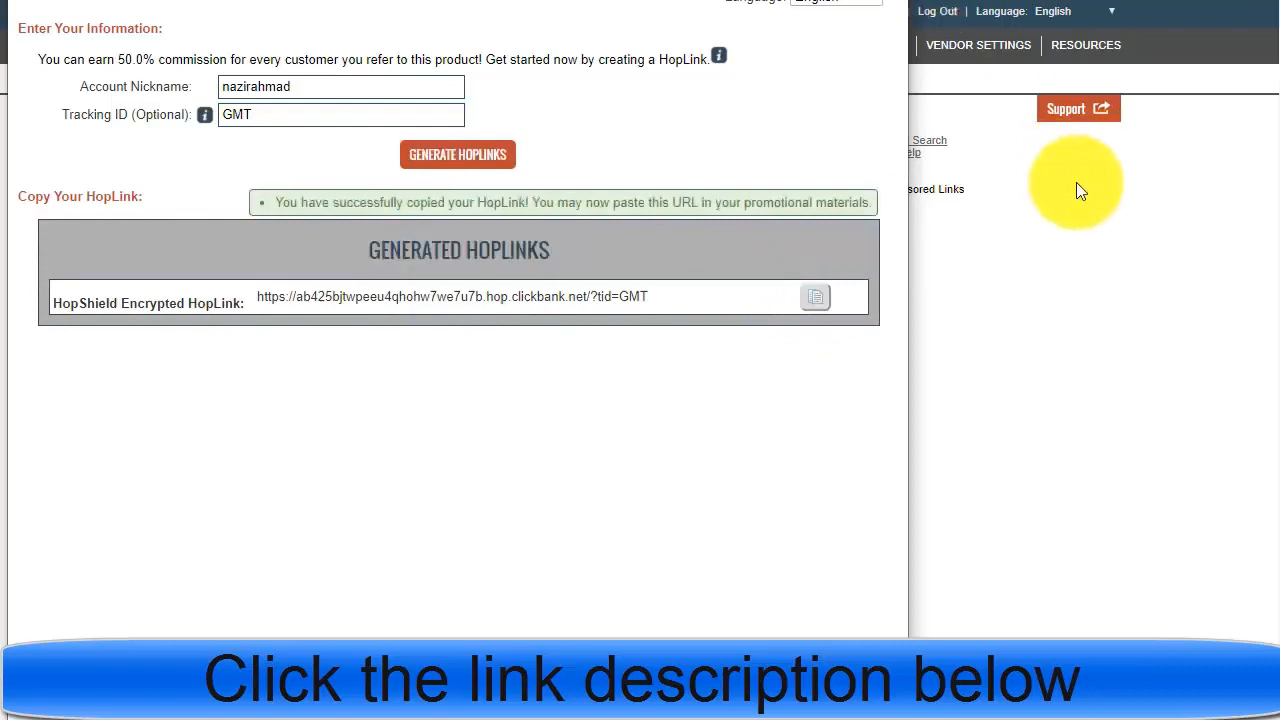 Language: English
Log Out | Language: English ▼
Enter Your Information:
VENDOR SETTINGS | RESOURCES
You can earn 50.0% commission for every customer you refer to this product! Get started now by creating a HopLink.
Account Nickname: nazirahmad
Tracking ID (Optional): GMT
Support
GENERATE HOPLINKS
Search
Copy Your HopLink:
• You have successfully copied your HopLink! You may now paste this URL in your promotional materials.
GENERATED HOPLINKS
HopShield Encrypted HopLink: https://ab425bjtwpeeu4qhohw7we7u7b.hop.clickbank.net/?tid=GMT
sored Links
Click the link description below